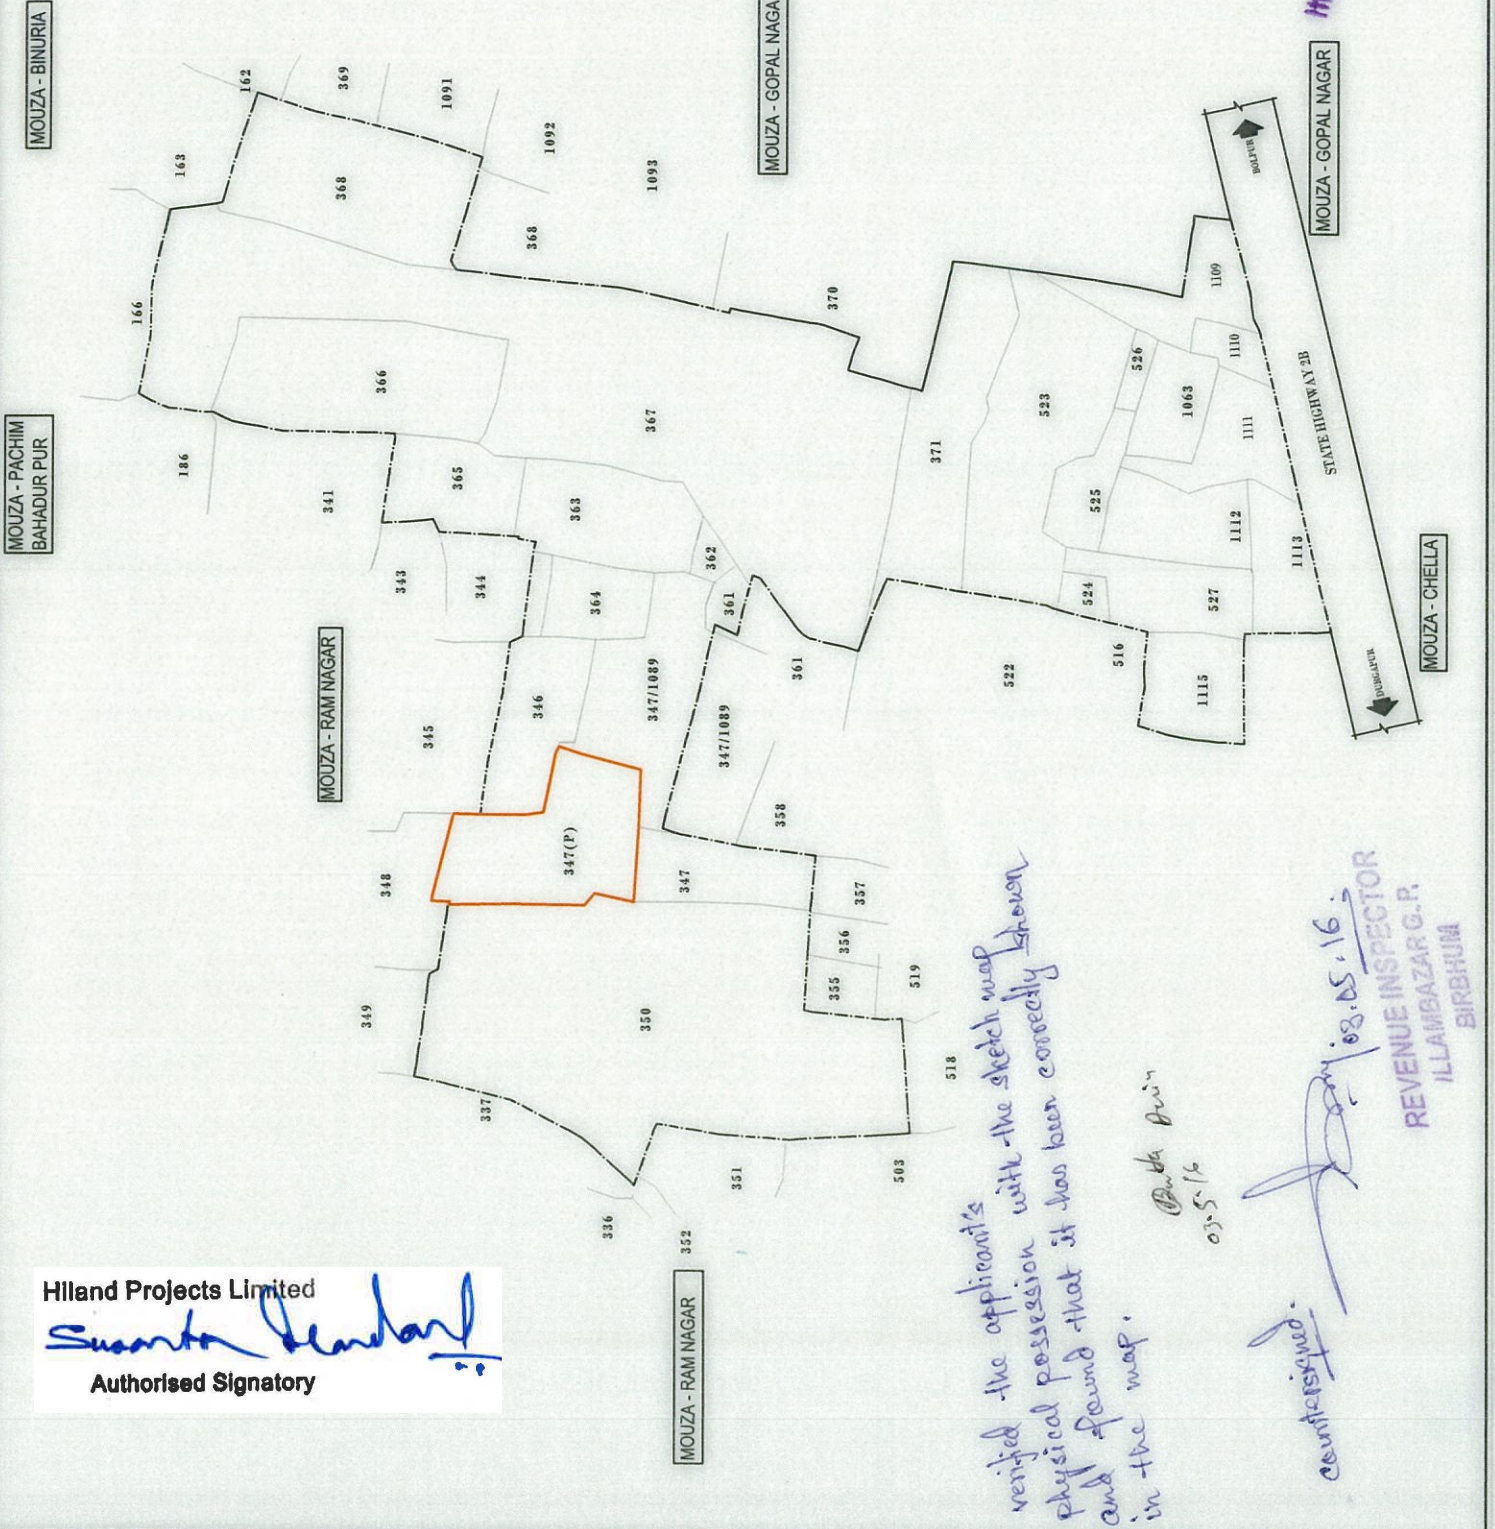 MOUZA - BINURIA
MOUZA - PACHIM
BAHADUR PUR
MOUZA - RAM NAGAR
MOUZA - RAM NAGAR
MOUZA - GOPAL NAGA
MOUZA - GOPAL NAGAR
MOUZA - CHELLA
162
369
1091
1092
1093
163
368
368
166
370
366
367
186
341
365
363
362
361
343
344
364
345
346
347/1089
347/1089
361
348
347(P)
347
358
357
356
355
519
349
350
518
337
351
503
336
352
371
523
526
525
524
1063
1109
1110
1111
1112
1113
527
522
516
1115
STATE HIGHWAY 2B
BOLPUR
DURGAPUR
Hiland Projects Limited
Authorised Signatory
verified the applicant's
physical possession with the sketch map
and found that it has been correctly shown
in the map.
03-5-16
countersigned.
03.05.16.
REVENUE INSPECTOR
ILLAMBAZAR G.P.
BIRBHUM